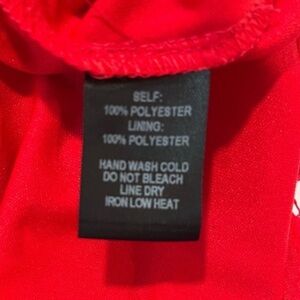 SELF:
100% POLYESTER
LINING:
100% POLYESTER
HAND WASH COLD
DO NOT BLEACH
LINE DRY
IRON LOW HEAT